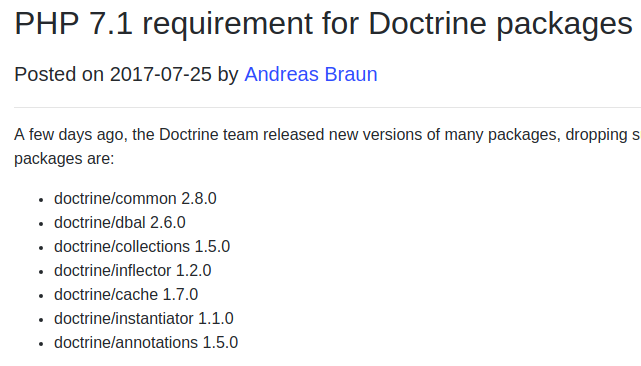 PHP 7.1 requirement for Doctrine packages
Posted on 2017-07-25 by Andreas Braun
A few days ago, the Doctrine team released new versions of many packages, dropping
packages are:
doctrine/common 2.8.0
doctrine/dbal 2.6.0
doctrine/collections 1.5.0
doctrine/inflector 1.2.0
doctrine/cache 1.7.0
doctrine/instantiator 1.1.0
doctrine/annotations 1.5.0